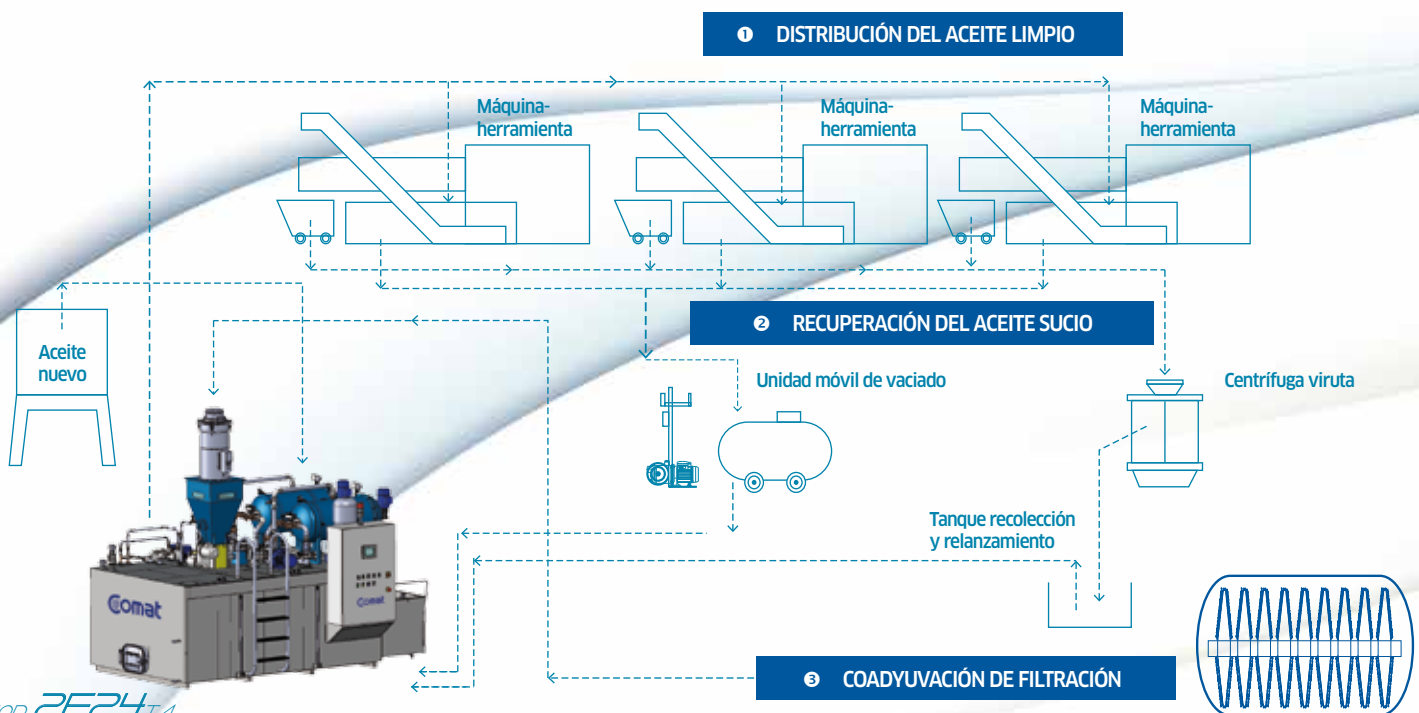 ❶ DISTRIBUCIÓN DEL ACEITE LIMPIO
Máquina-
herramienta
Máquina-
herramienta
Máquina-
herramienta
❷ RECUPERACIÓN DEL ACEITE SUCIO
Aceite
nuevo
Unidad móvil de vaciado
Centrífuga viruta
Tanque recolección
y relanzamiento
Comat
Comat
❸ COADYUVACIÓN DE FILTRACIÓN